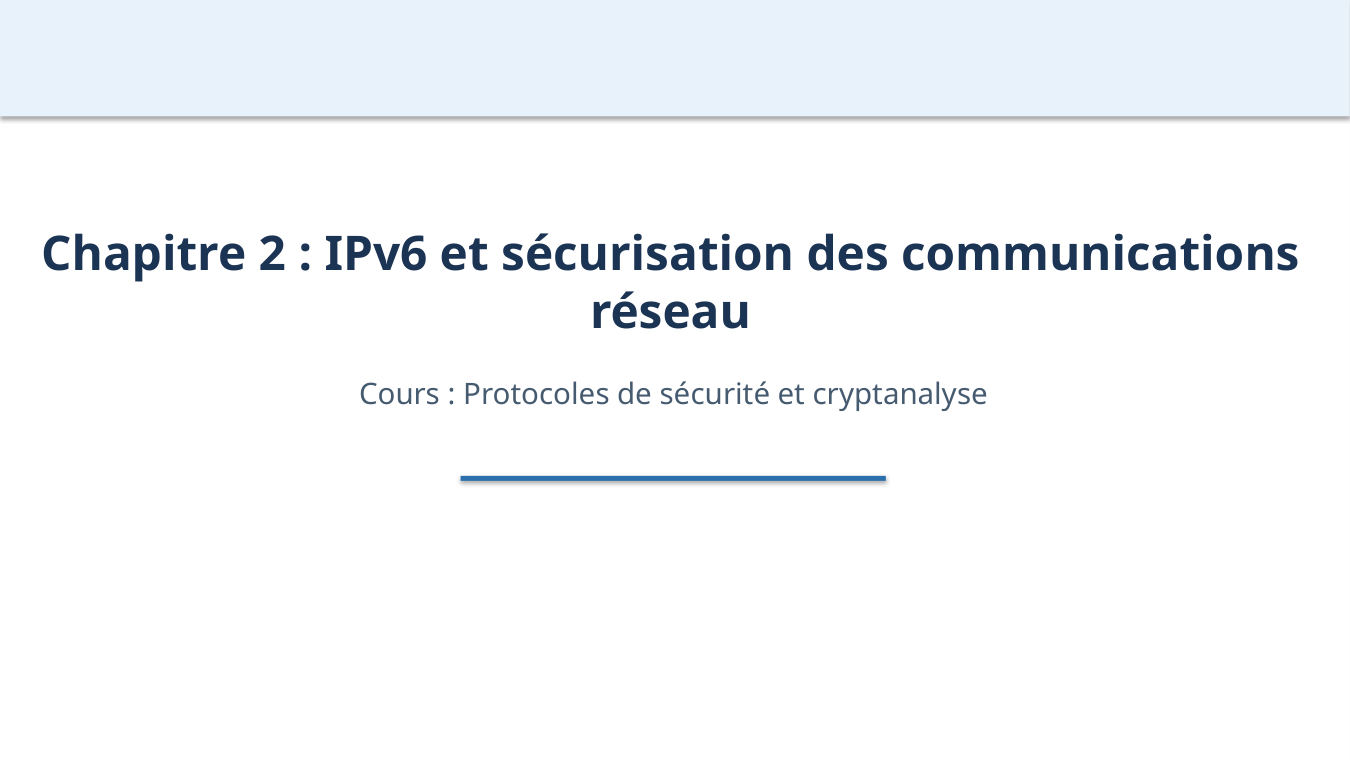 Chapitre 2 : IPv6 et sécurisation des communications
réseau
Cours : Protocoles de sécurité et cryptanalyse